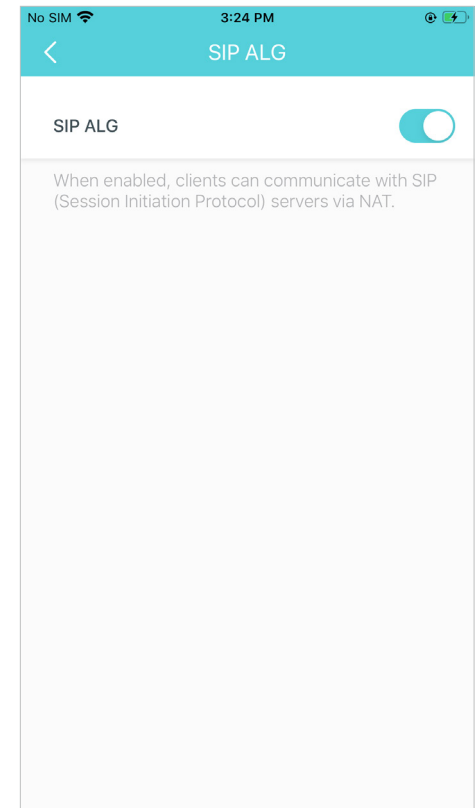 No SIM 3:24 PM
SIP ALG
SIP ALG
When enabled, clients can communicate with SIP
(Session Initiation Protocol) servers via NAT.